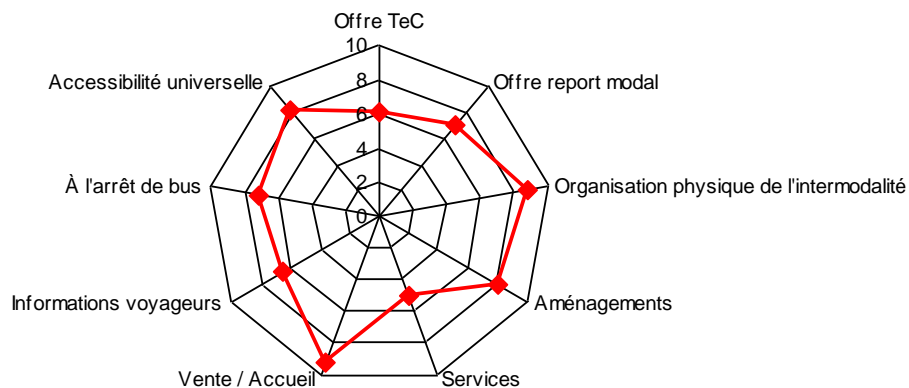 Offre TeC
10
Accessibilité universelle
8
Offre report modal
6
4
À l'arrêt de bus
2
Organisation physique de l'intermodalité
0
Informations voyageurs
Aménagements
Vente / Accueil
Services